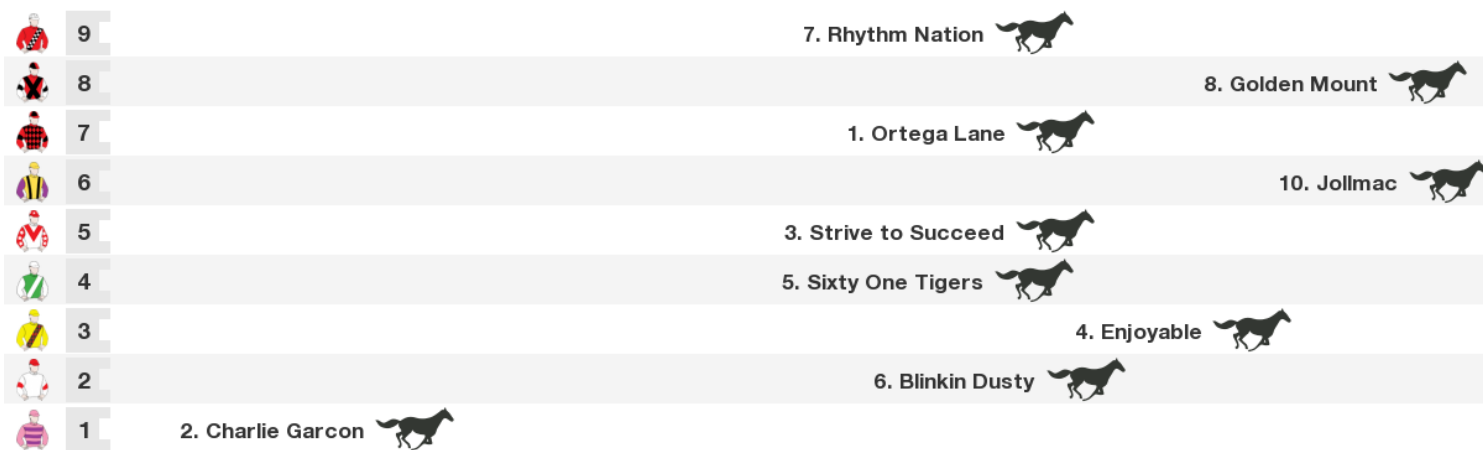 9 7. Rhythm Nation
8 8. Golden Mount
7 1. Ortega Lane
6 10. Jollmac
5 3. Strive to Succeed
4 5. Sixty One Tigers
3 4. Enjoyable
2 6. Blinkin Dusty
1 2. Charlie Garcon